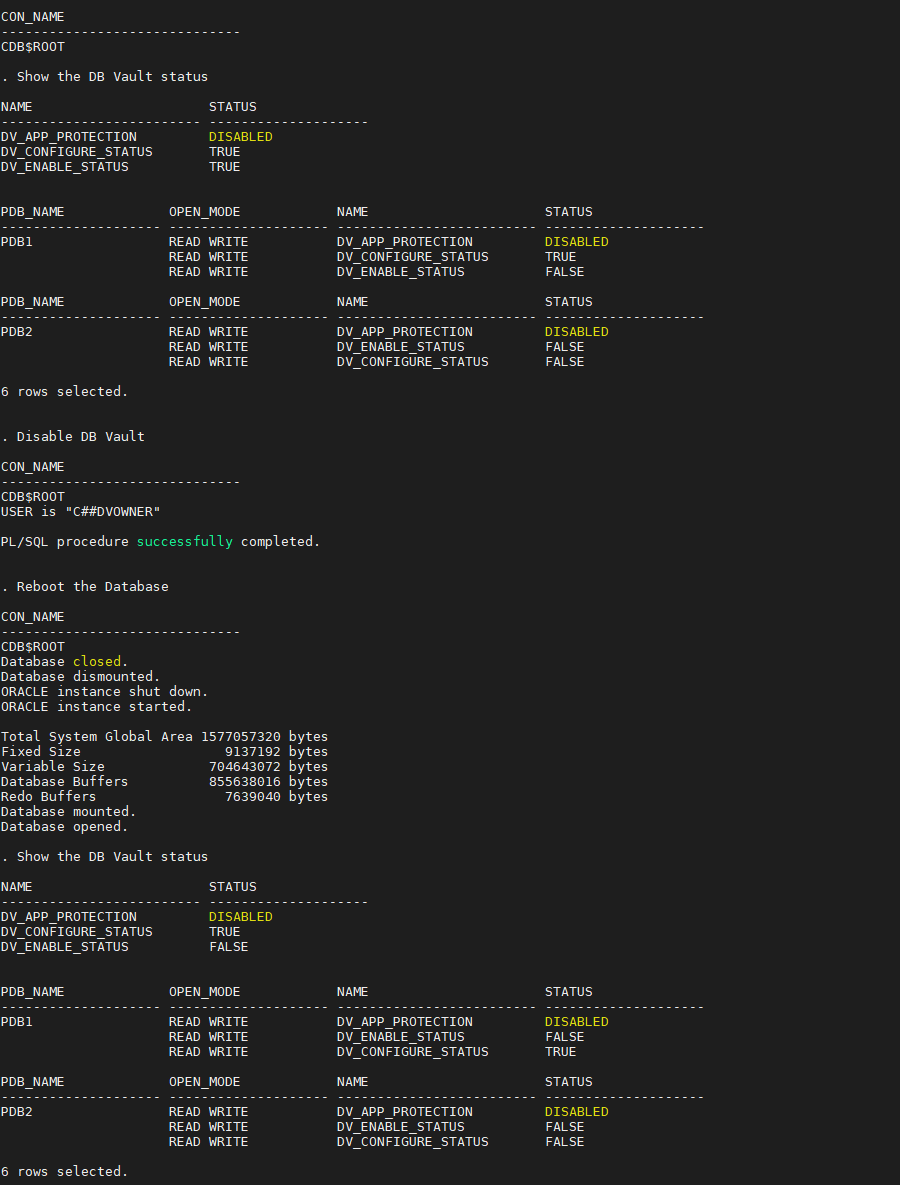 CON_NAME
------------------------------
CDB$ROOT
. Show the DB Vault status
NAME                      STATUS
------------------------- --------------------
DV_APP_PROTECTION         DISABLED
DV_CONFIGURE_STATUS       TRUE
DV_ENABLE_STATUS          TRUE
PDB_NAME             OPEN_MODE            NAME                      STATUS
-------------------- -------------------- ------------------------- --------------------
PDB1                 READ WRITE           DV_APP_PROTECTION         DISABLED
                     READ WRITE           DV_CONFIGURE_STATUS       TRUE
                     READ WRITE           DV_ENABLE_STATUS          FALSE
PDB_NAME             OPEN_MODE            NAME                      STATUS
-------------------- -------------------- ------------------------- --------------------
PDB2                 READ WRITE           DV_APP_PROTECTION         DISABLED
                     READ WRITE           DV_ENABLE_STATUS          FALSE
                     READ WRITE           DV_CONFIGURE_STATUS       FALSE
6 rows selected.
. Disable DB Vault
CON_NAME
------------------------------
CDB$ROOT
USER is "C##DVOWNER"
PL/SQL procedure successfully completed.
. Reboot the Database
CON_NAME
------------------------------
CDB$ROOT
Database closed.
Database dismounted.
ORACLE instance shut down.
ORACLE instance started.
Total System Global Area 1577057320 bytes
Fixed Size                  9137192 bytes
Variable Size             704643072 bytes
Database Buffers          855638016 bytes
Redo Buffers                7639040 bytes
Database mounted.
Database opened.
. Show the DB Vault status
NAME                      STATUS
------------------------- --------------------
DV_APP_PROTECTION         DISABLED
DV_CONFIGURE_STATUS       TRUE
DV_ENABLE_STATUS          FALSE
PDB_NAME             OPEN_MODE            NAME                      STATUS
-------------------- -------------------- ------------------------- --------------------
PDB1                 READ WRITE           DV_APP_PROTECTION         DISABLED
                     READ WRITE           DV_ENABLE_STATUS          FALSE
                     READ WRITE           DV_CONFIGURE_STATUS       TRUE
PDB_NAME             OPEN_MODE            NAME                      STATUS
-------------------- -------------------- ------------------------- --------------------
PDB2                 READ WRITE           DV_APP_PROTECTION         DISABLED
                     READ WRITE           DV_ENABLE_STATUS          FALSE
                     READ WRITE           DV_CONFIGURE_STATUS       FALSE
6 rows selected.